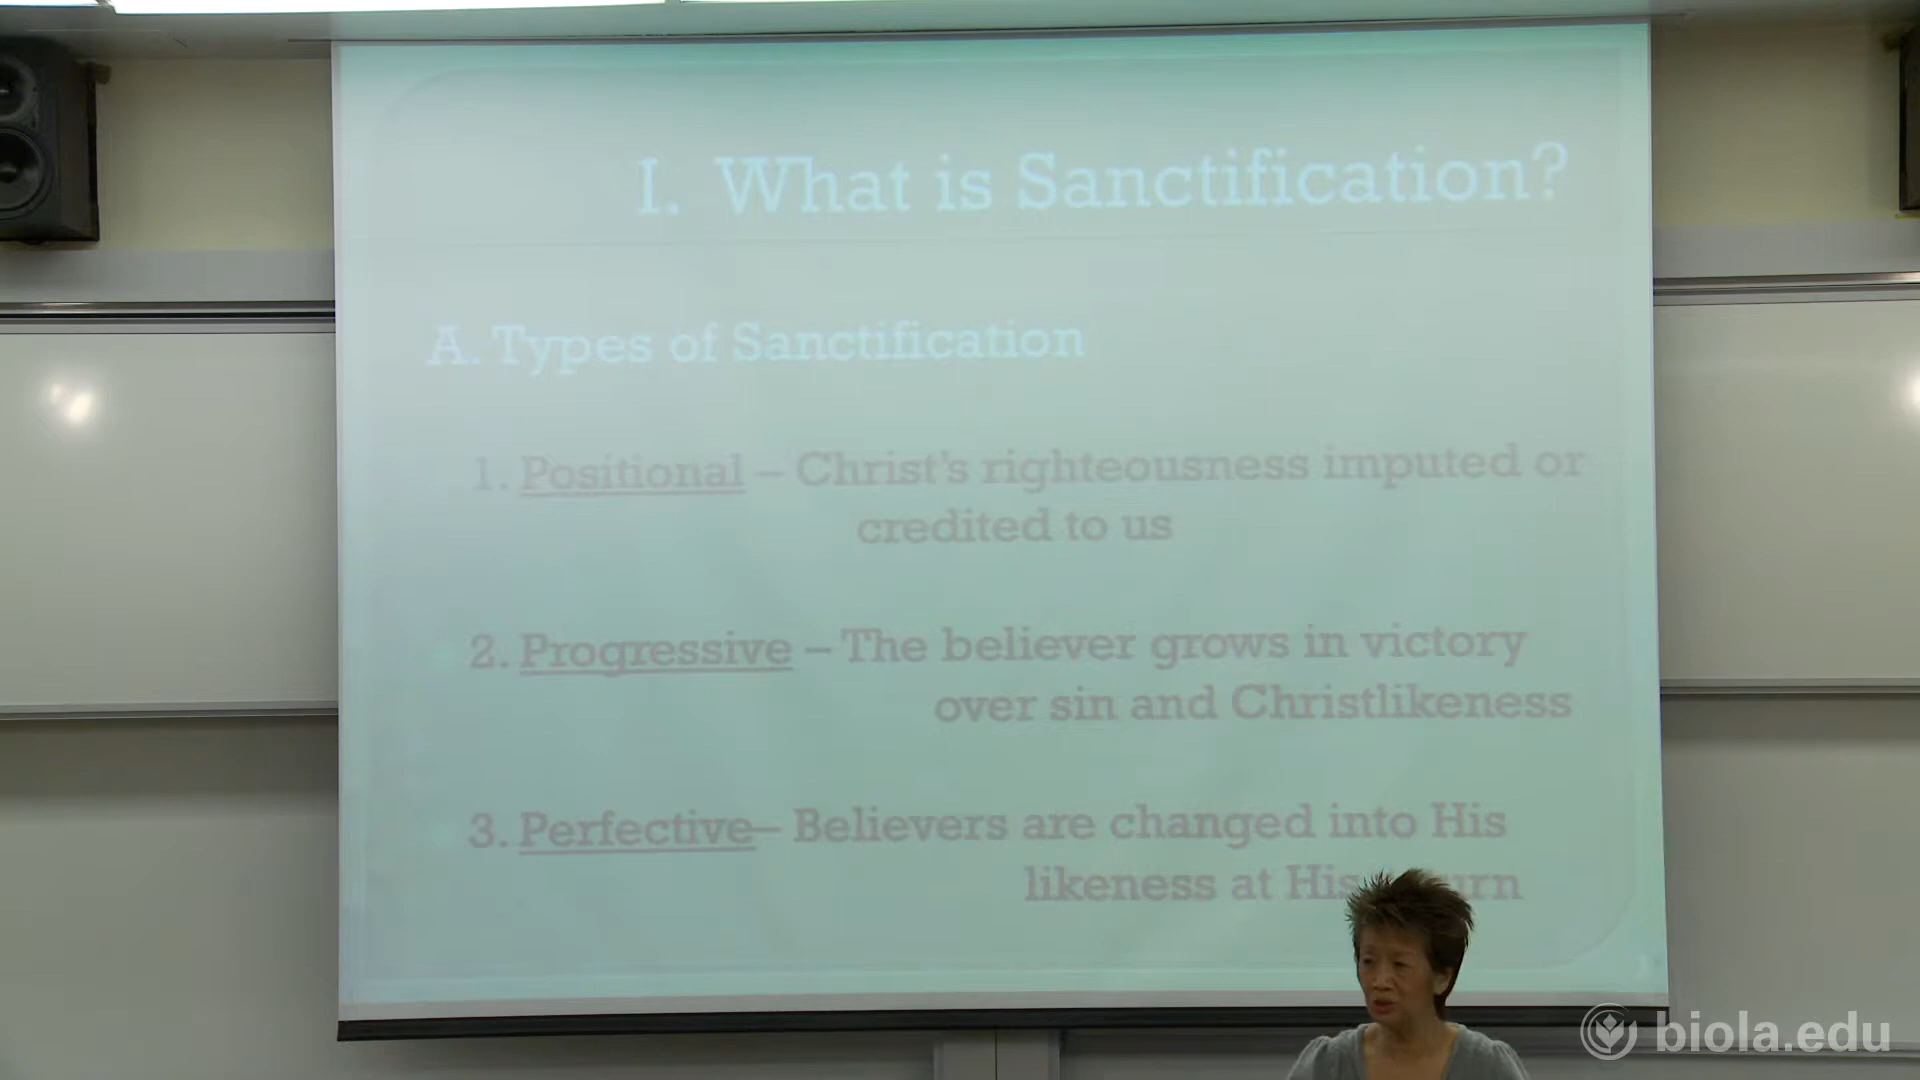 I. What is Sanctification?
A. Types of Sanctification
1. Positional – Christ's righteousness imputed or
credited to us
2. Progressive – The believer grows in victory
over sin and Christlikeness
3. Perfective– Believers are changed into His
likeness at His
biola.edu